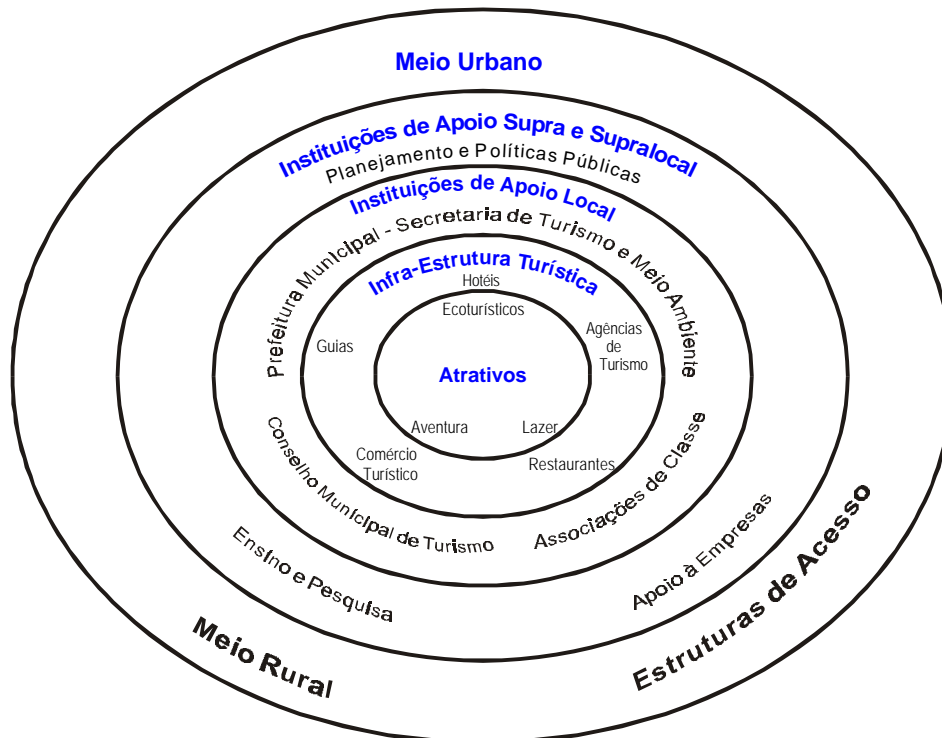 Meio Urbano
Instituições de Apoio Supra e Supralocal
Planejamento e Políticas Públicas
Instituições de Apoio Local
Prefeitura Municipal - Secretaria de Turismo e Meio Ambiente
Infra-Estrutura Turística
Hotéis
Ecoturísticos
Guias
Agências
de
Turismo
Atrativos
Aventura
Lazer
Comércio
Turístico
Restaurantes
Conselho Municipal de Turismo
Associações de Classe
Ensino e Pesquisa
Apoio à Empresas
Meio Rural
Estruturas de Acesso